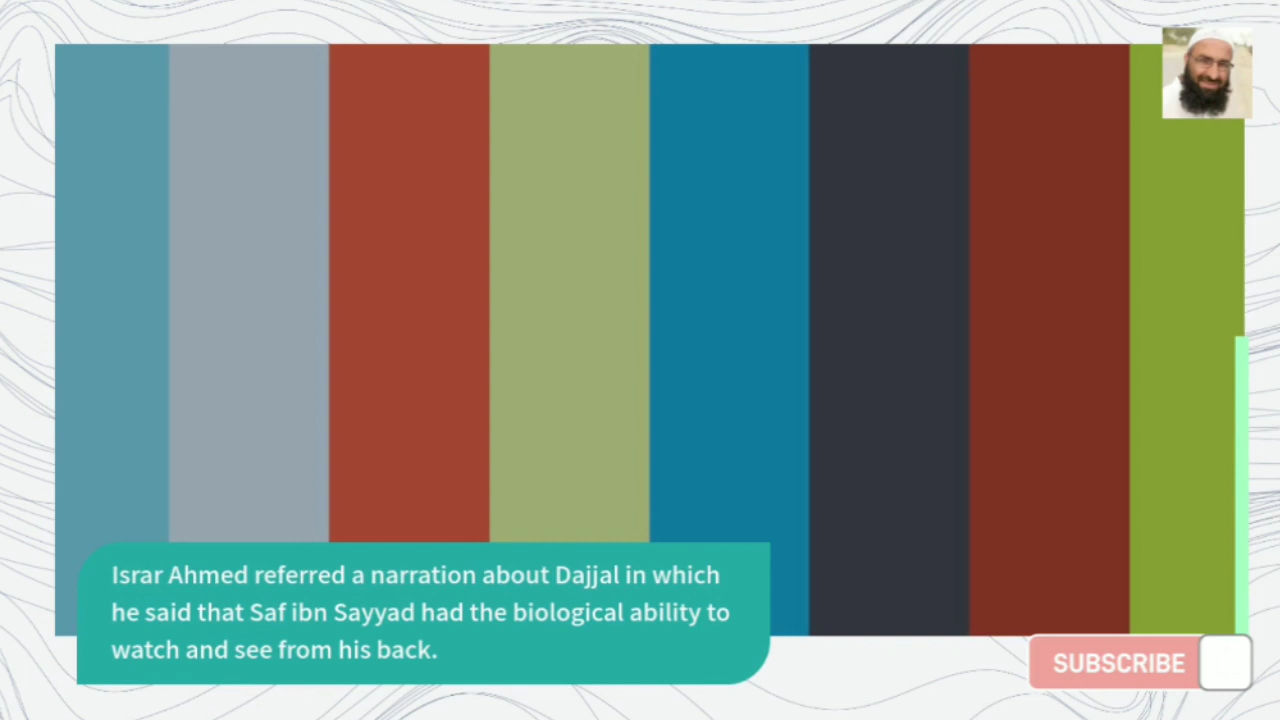 Israr Ahmed referred a narration about Dajjal in which
he said that Saf ibn Sayyad had the biological ability to
watch and see from his back.
SUBSCRIBE